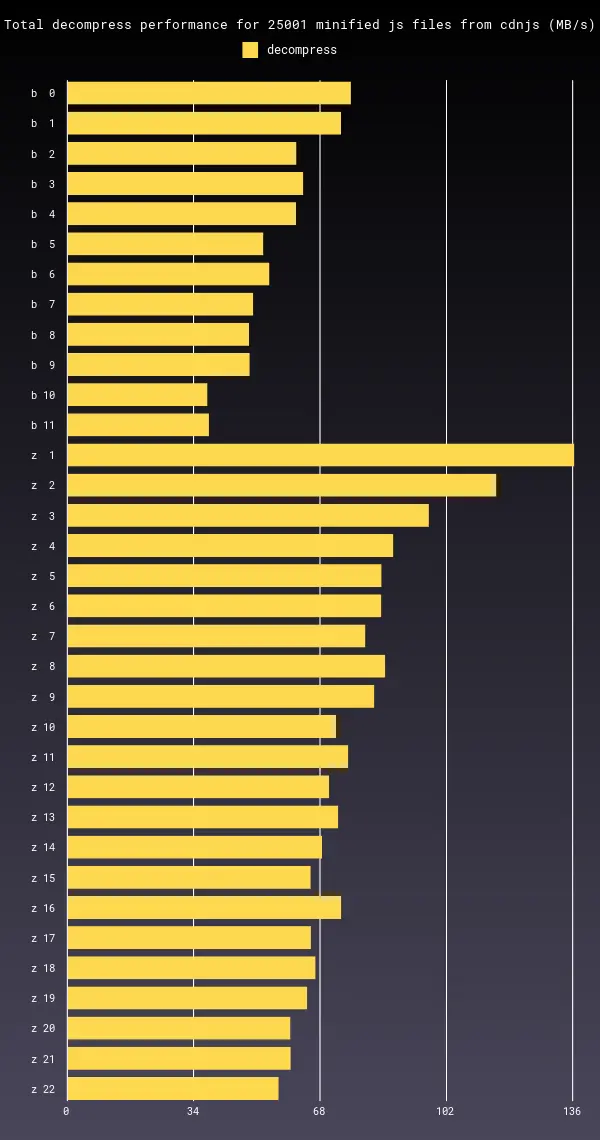 Total decompress performance for 25001 minified js files from cdnjs (MB/s)
decompress
b 0
b 1
b 2
b 3
b 4
b 5
b 6
b 7
b 8
b 9
b 10
b 11
z 1
z 2
z 3
z 4
z 5
z 6
z 7
z 8
z 9
z 10
z 11
z 12
z 13
z 14
z 15
z 16
z 17
z 18
z 19
z 20
z 21
z 22
0 34 68 102 136